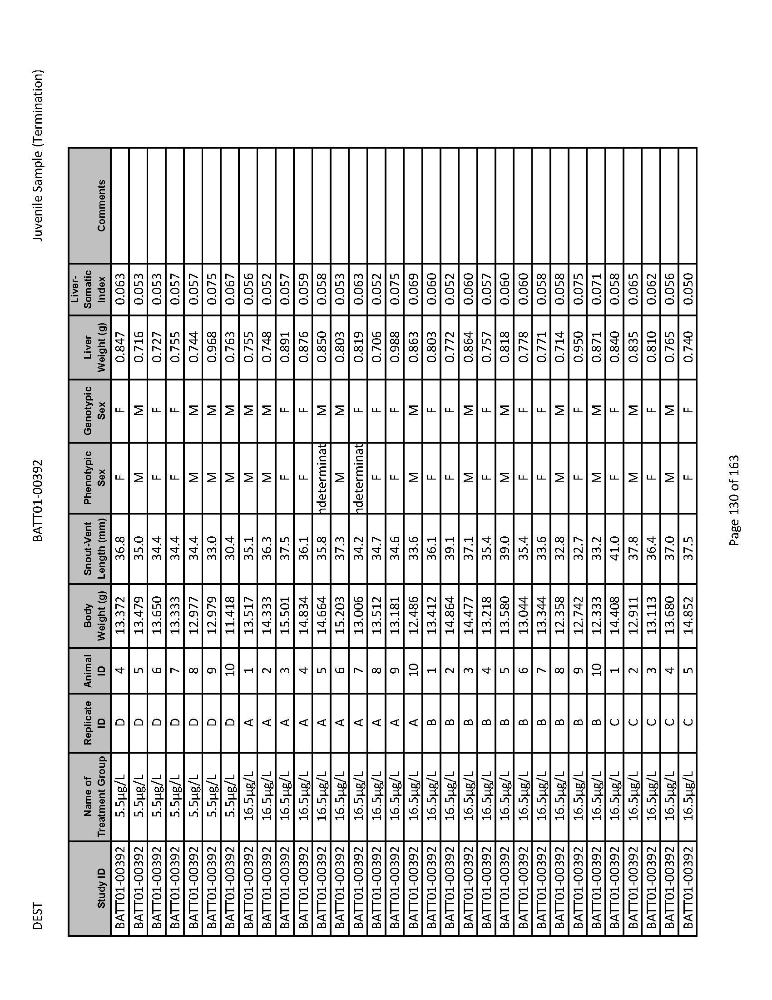 DEST BATT01-00392 Juvenile Sample (Termination)
Study ID Name of Treatment Group Replicate ID Animal ID Body Weight (g) Snout-Vent Length (mm) Phenotypic Sex Genotypic Sex Liver Weight (g) Liver-Somatic Index Comments
BATT01-00392 5.5µg/L D 4 13.372 36.8 F F 0.847 0.063
BATT01-00392 5.5µg/L D 5 13.479 35.0 M M 0.716 0.053
BATT01-00392 5.5µg/L D 6 13.650 34.4 F F 0.727 0.053
BATT01-00392 5.5µg/L D 7 13.333 34.4 F F 0.755 0.057
BATT01-00392 5.5µg/L D 8 12.977 34.4 M M 0.744 0.057
BATT01-00392 5.5µg/L D 9 12.979 33.0 M M 0.968 0.075
BATT01-00392 5.5µg/L D 10 11.418 30.4 M M 0.763 0.067
BATT01-00392 16.5µg/L A 1 13.517 35.1 M M 0.755 0.056
BATT01-00392 16.5µg/L A 2 14.333 36.3 M M 0.748 0.052
BATT01-00392 16.5µg/L A 3 15.501 37.5 F F 0.891 0.057
BATT01-00392 16.5µg/L A 4 14.834 36.1 F F 0.876 0.059
BATT01-00392 16.5µg/L A 5 14.664 35.8 ndeterminat M 0.850 0.058
BATT01-00392 16.5µg/L A 6 15.203 37.3 M M 0.803 0.053
BATT01-00392 16.5µg/L A 7 13.006 34.2 ndeterminat F 0.819 0.063
BATT01-00392 16.5µg/L A 8 13.512 34.7 F F 0.706 0.052
BATT01-00392 16.5µg/L A 9 13.181 34.6 F F 0.988 0.075
BATT01-00392 16.5µg/L A 10 12.486 33.6 M M 0.863 0.069
BATT01-00392 16.5µg/L B 1 13.412 36.1 F F 0.803 0.060
BATT01-00392 16.5µg/L B 2 14.864 39.1 F F 0.772 0.052
BATT01-00392 16.5µg/L B 3 14.477 37.1 M M 0.864 0.060
BATT01-00392 16.5µg/L B 4 13.218 35.4 F F 0.757 0.057
BATT01-00392 16.5µg/L B 5 13.580 39.0 M M 0.818 0.060
BATT01-00392 16.5µg/L B 6 13.044 35.4 F F 0.778 0.060
BATT01-00392 16.5µg/L B 7 13.344 33.6 F F 0.771 0.058
BATT01-00392 16.5µg/L B 8 12.358 32.8 M M 0.714 0.058
BATT01-00392 16.5µg/L B 9 12.742 32.7 F F 0.950 0.075
BATT01-00392 16.5µg/L B 10 12.333 33.2 M M 0.871 0.071
BATT01-00392 16.5µg/L C 1 14.408 41.0 F F 0.840 0.058
BATT01-00392 16.5µg/L C 2 12.911 37.8 M M 0.835 0.065
BATT01-00392 16.5µg/L C 3 13.113 36.4 F F 0.810 0.062
BATT01-00392 16.5µg/L C 4 13.680 37.0 M M 0.765 0.056
BATT01-00392 16.5µg/L C 5 14.852 37.5 F F 0.740 0.050
Page 130 of 163